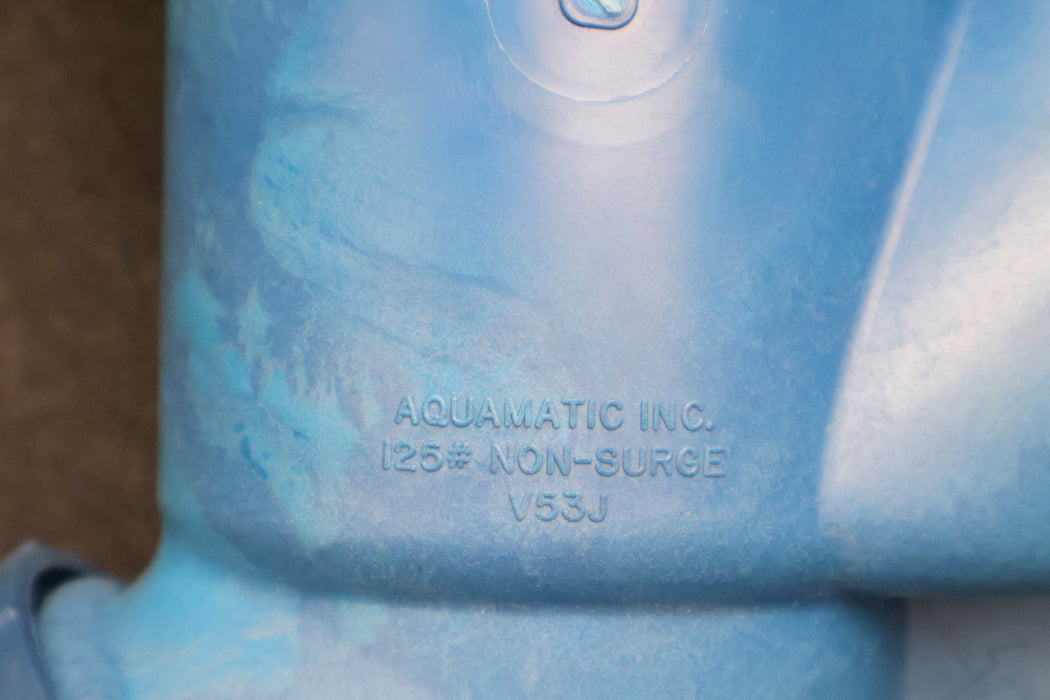 AQUAMATIC INC.
125# NON-SURGE
V53J